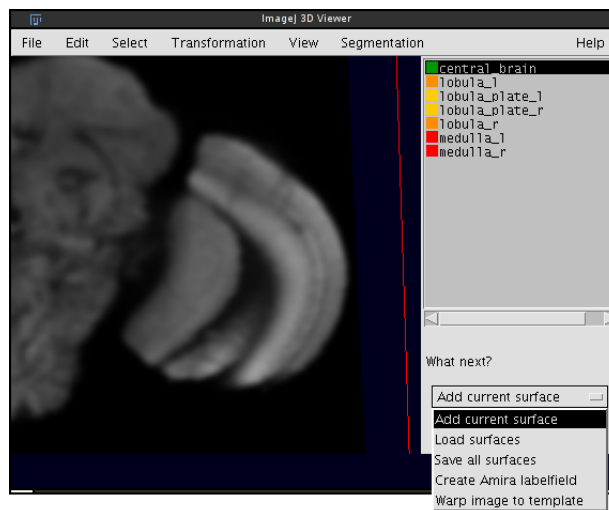 ImageJ 3D Viewer
File Edit Select Transformation View Segmentation Help
central_brain
lobula_l
lobula_plate_l
lobula_plate_r
lobula_r
medulla_l
medulla_r
What next?
Add current surface
Add current surface
Load surfaces
Save all surfaces
Create Amira labelfield
Warp image to template